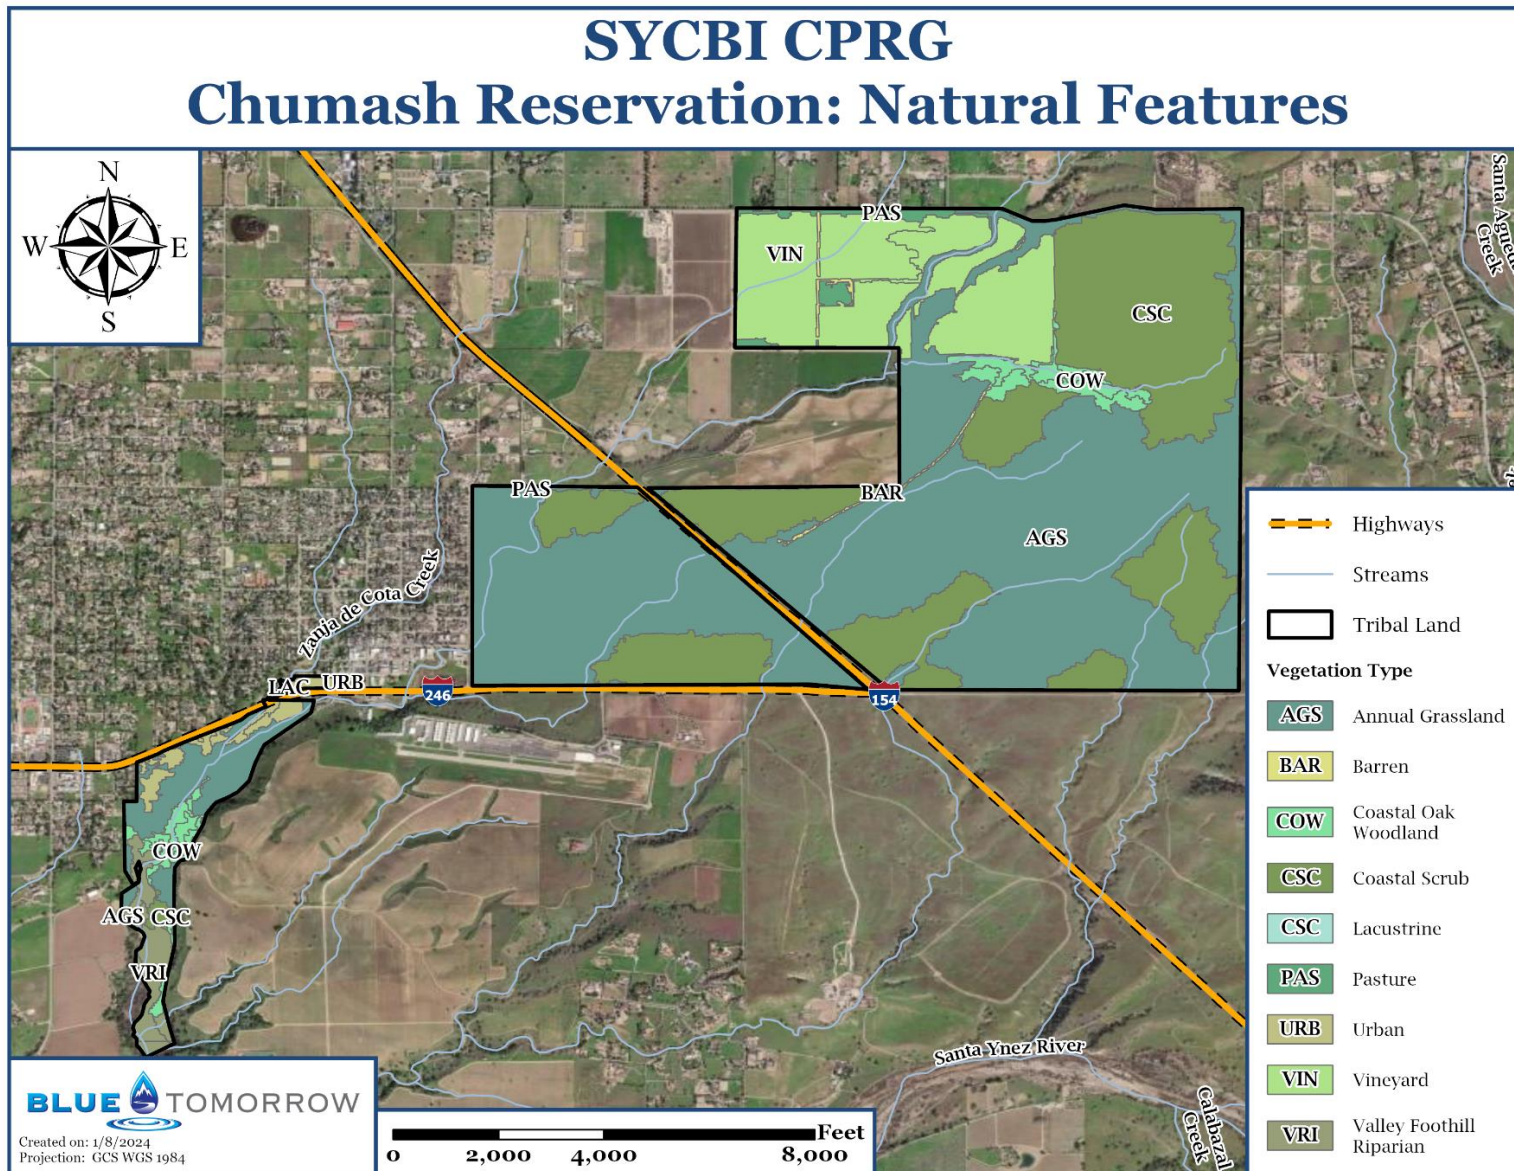 SYCBI CPRG
Chumash Reservation: Natural Features
N
W E
S
PAS
VIN
CSC
COW
PAS
BAR
AGS
Zanja de Cota Creek
LAC URB
246
154
COW
AGS CSC
VRI
Santa Agueda
Creek
Santa Ynez River
Calabazal
Creek
Highways
Streams
Tribal Land
Vegetation Type
AGS Annual Grassland
BAR Barren
COW Coastal Oak
Woodland
CSC Coastal Scrub
CSC Lacustrine
PAS Pasture
URB Urban
VIN Vineyard
VRI Valley Foothill
Riparian
BLUE TOMORROW
Created on: 1/8/2024
Projection: GCS WGS 1984
Feet
0 2,000 4,000 8,000